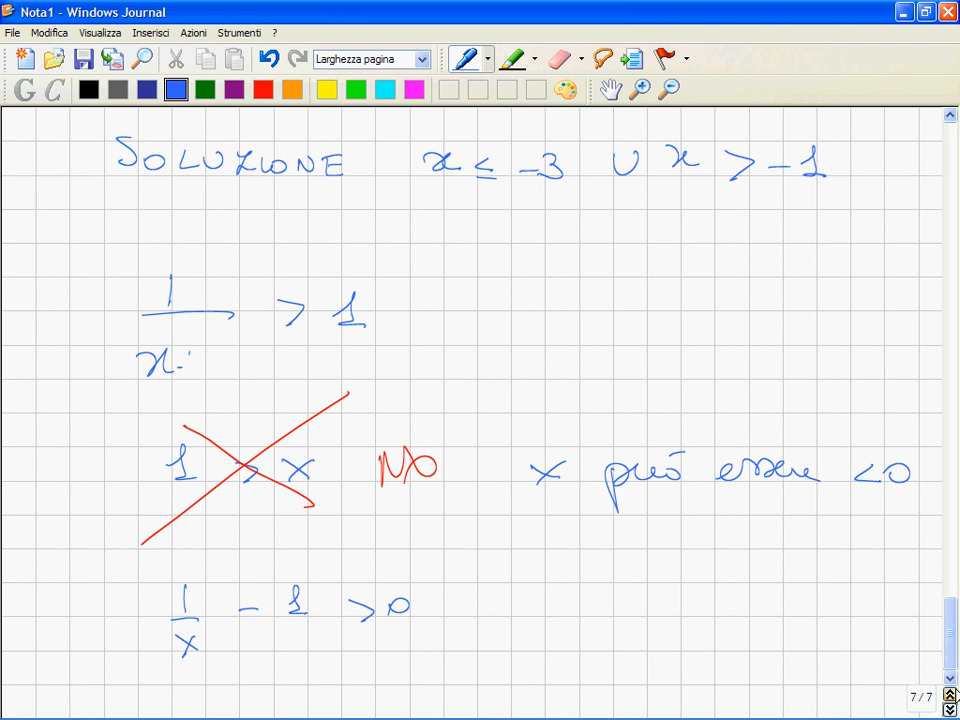 Nota1 - Windows Journal
File Modifica Visualizza Inserisci Azioni Strumenti ?
Larghezza pagina
G C
SOLUZIONE x ≤ -3 ∪ x > -1
1
x > 1
1 > x NO x può essere <0
1
x - 1 > 0
7 / 7